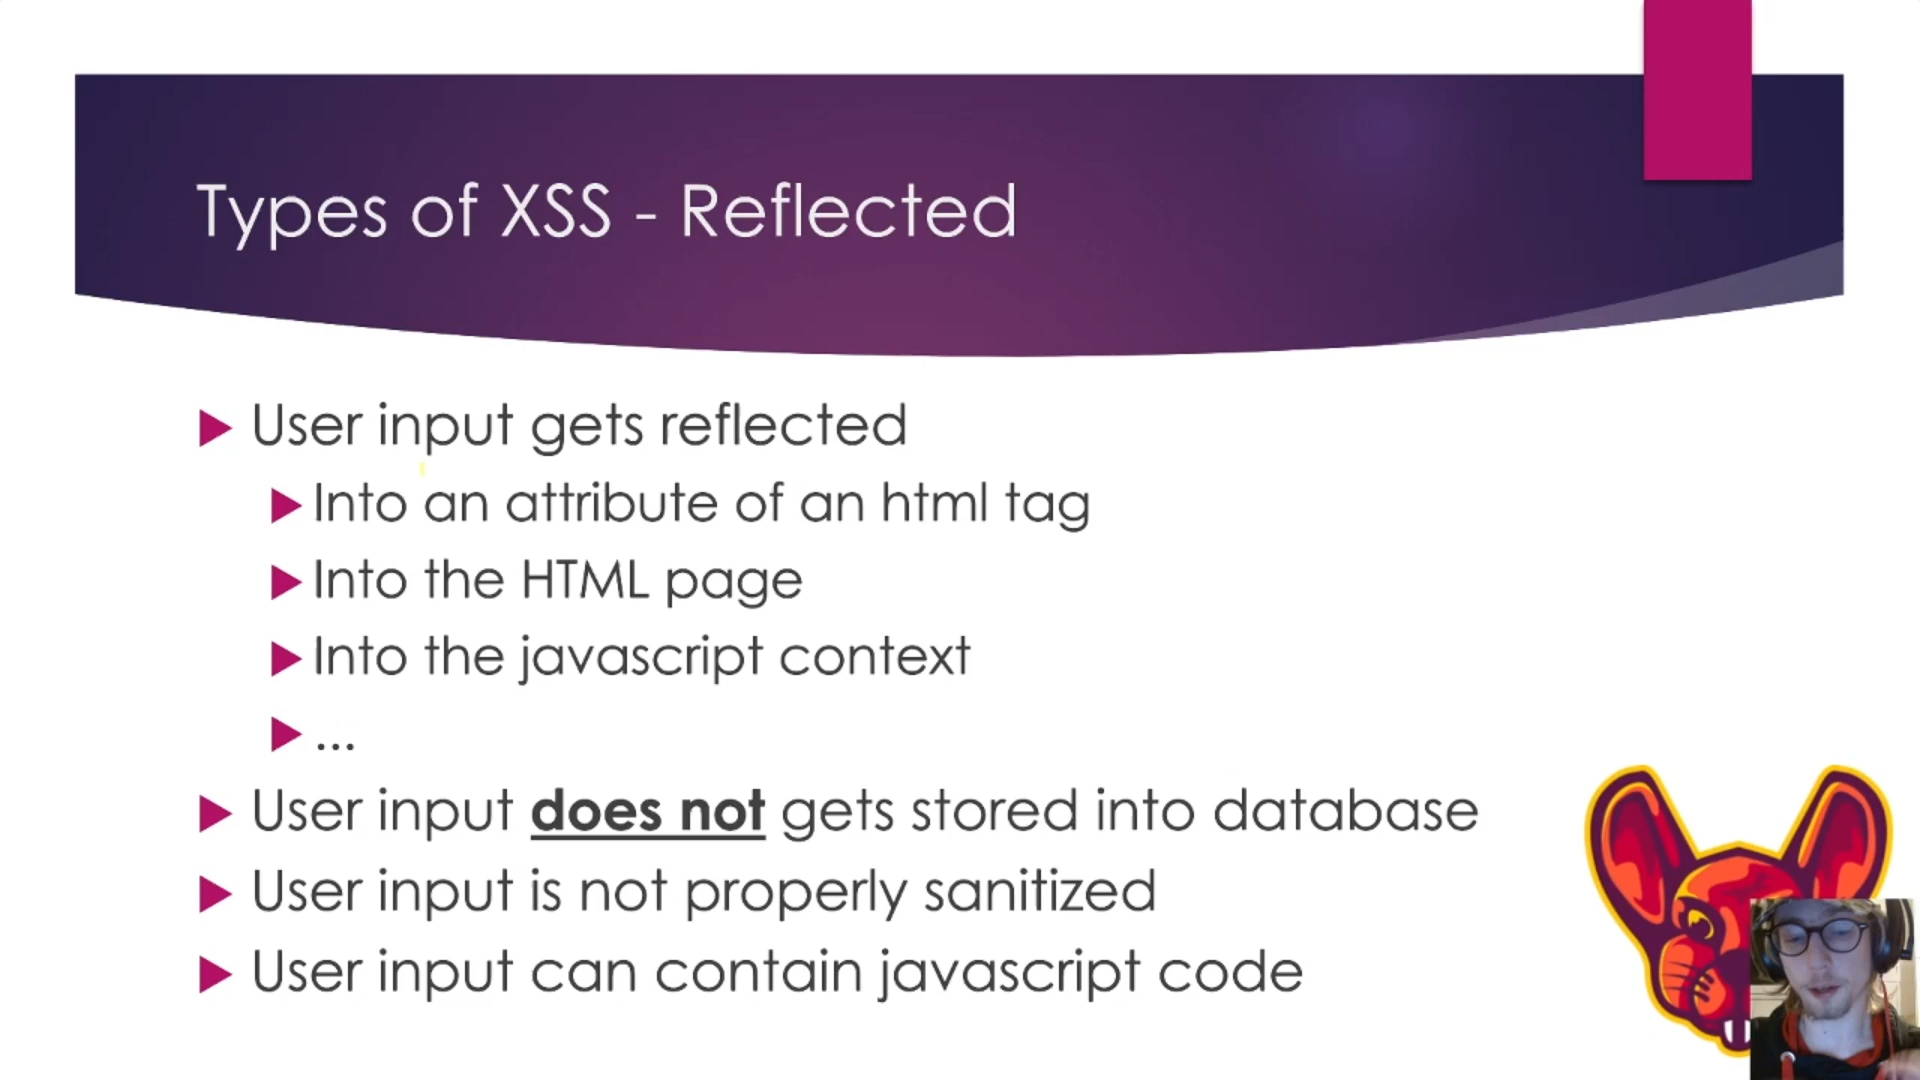 Types of XSS - Reflected
User input gets reflected
Into an attribute of an html tag
Into the HTML page
Into the javascript context
...
User input does not gets stored into database
User input is not properly sanitized
User input can contain javascript code